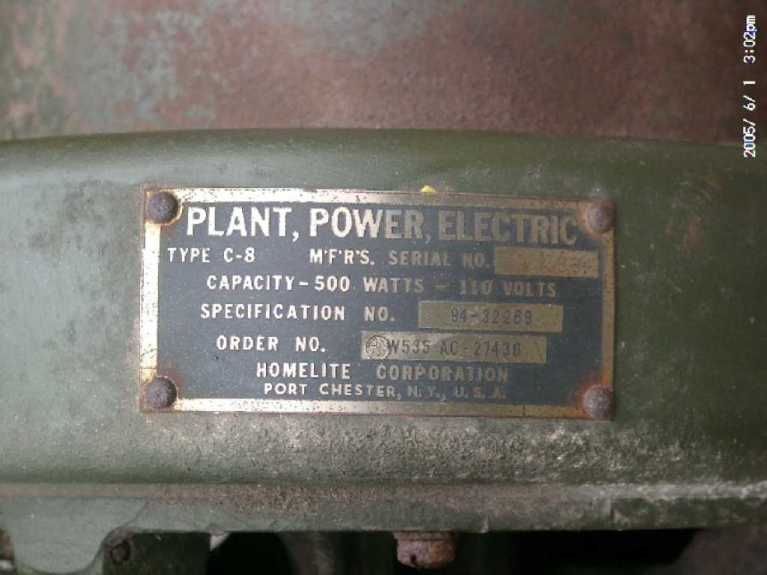 2005/ 6/ 1 3:02pm
PLANT, POWER, ELECTRIC
TYPE C-8 M'F'R'S. SERIAL NO.
CAPACITY - 500 WATTS - 110 VOLTS
SPECIFICATION NO. 94-32269
ORDER NO. W535 AC-27436
HOMELITE CORPORATION
PORT CHESTER, N.Y., U.S.A.